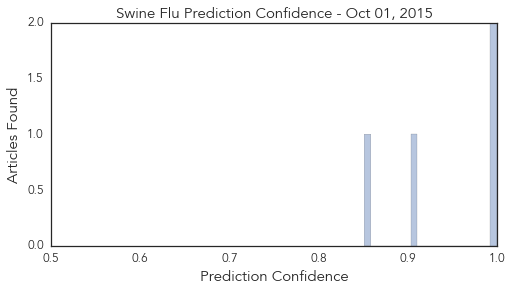 Swine Flu Prediction Confidence - Oct 01, 2015
2.0
1.5
1.0
0.5
0.0
Articles Found
0.5 0.6 0.7 0.8 0.9 1.0
Prediction Confidence